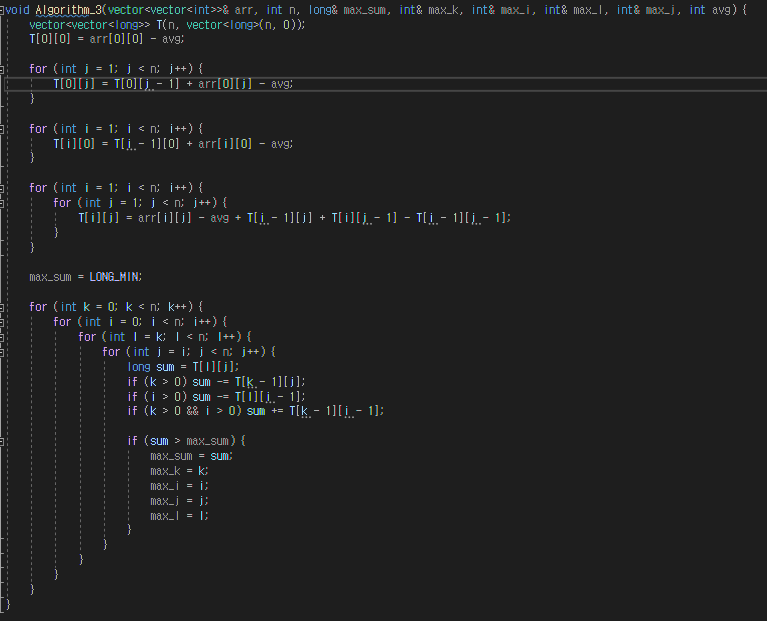 void Algorithm_3(vector<vector<int>>& arr, int n, long& max_sum, int& max_k, int& max_i, int& max_l, int& max_j, int avg) {
vector<vector<long>> T(n, vector<long>(n, 0));
T[0][0] = arr[0][0] - avg;
for (int j = 1; j < n; j++) {
T[0][j] = T[0][j - 1] + arr[0][j] - avg;
}
for (int i = 1; i < n; i++) {
T[i][0] = T[i - 1][0] + arr[i][0] - avg;
}
for (int i = 1; i < n; i++) {
for (int j = 1; j < n; j++) {
T[i][j] = arr[i][j] - avg + T[i - 1][j] + T[i][j - 1] - T[i - 1][j - 1];
}
}
max_sum = LONG_MIN;
for (int k = 0; k < n; k++) {
for (int i = 0; i < n; i++) {
for (int l = k; l < n; l++) {
for (int j = i; j < n; j++) {
long sum = T[l][j];
if (k > 0) sum -= T[k - 1][j];
if (i > 0) sum -= T[l][i - 1];
if (k > 0 && i > 0) sum += T[k - 1][i - 1];
if (sum > max_sum) {
max_sum = sum;
max_k = k;
max_i = i;
max_j = j;
max_l = l;
}
}
}
}
}
}